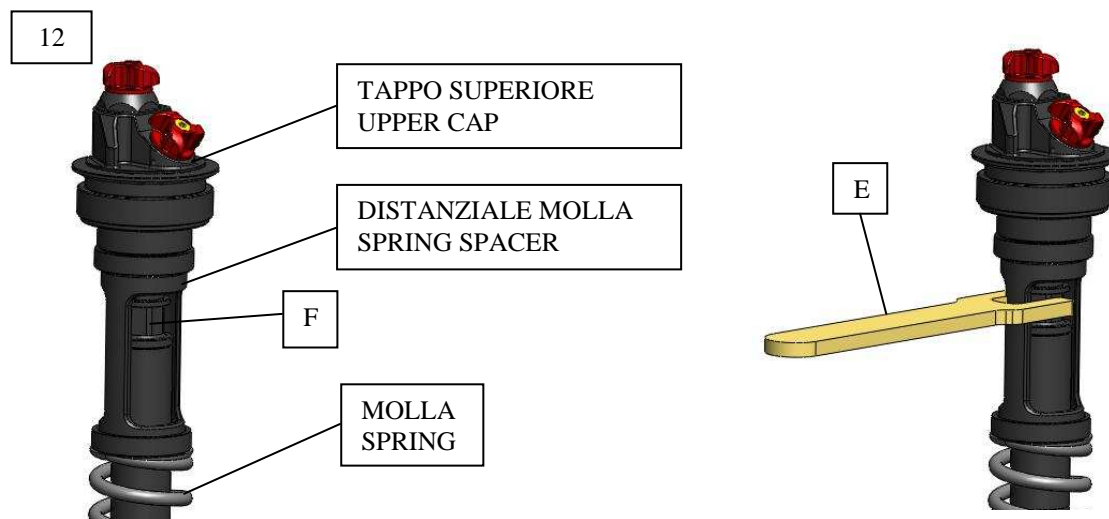 12
TAPPO SUPERIORE
UPPER CAP
DISTANZIALE MOLLA
SPRING SPACER
E
F
MOLLA
SPRING